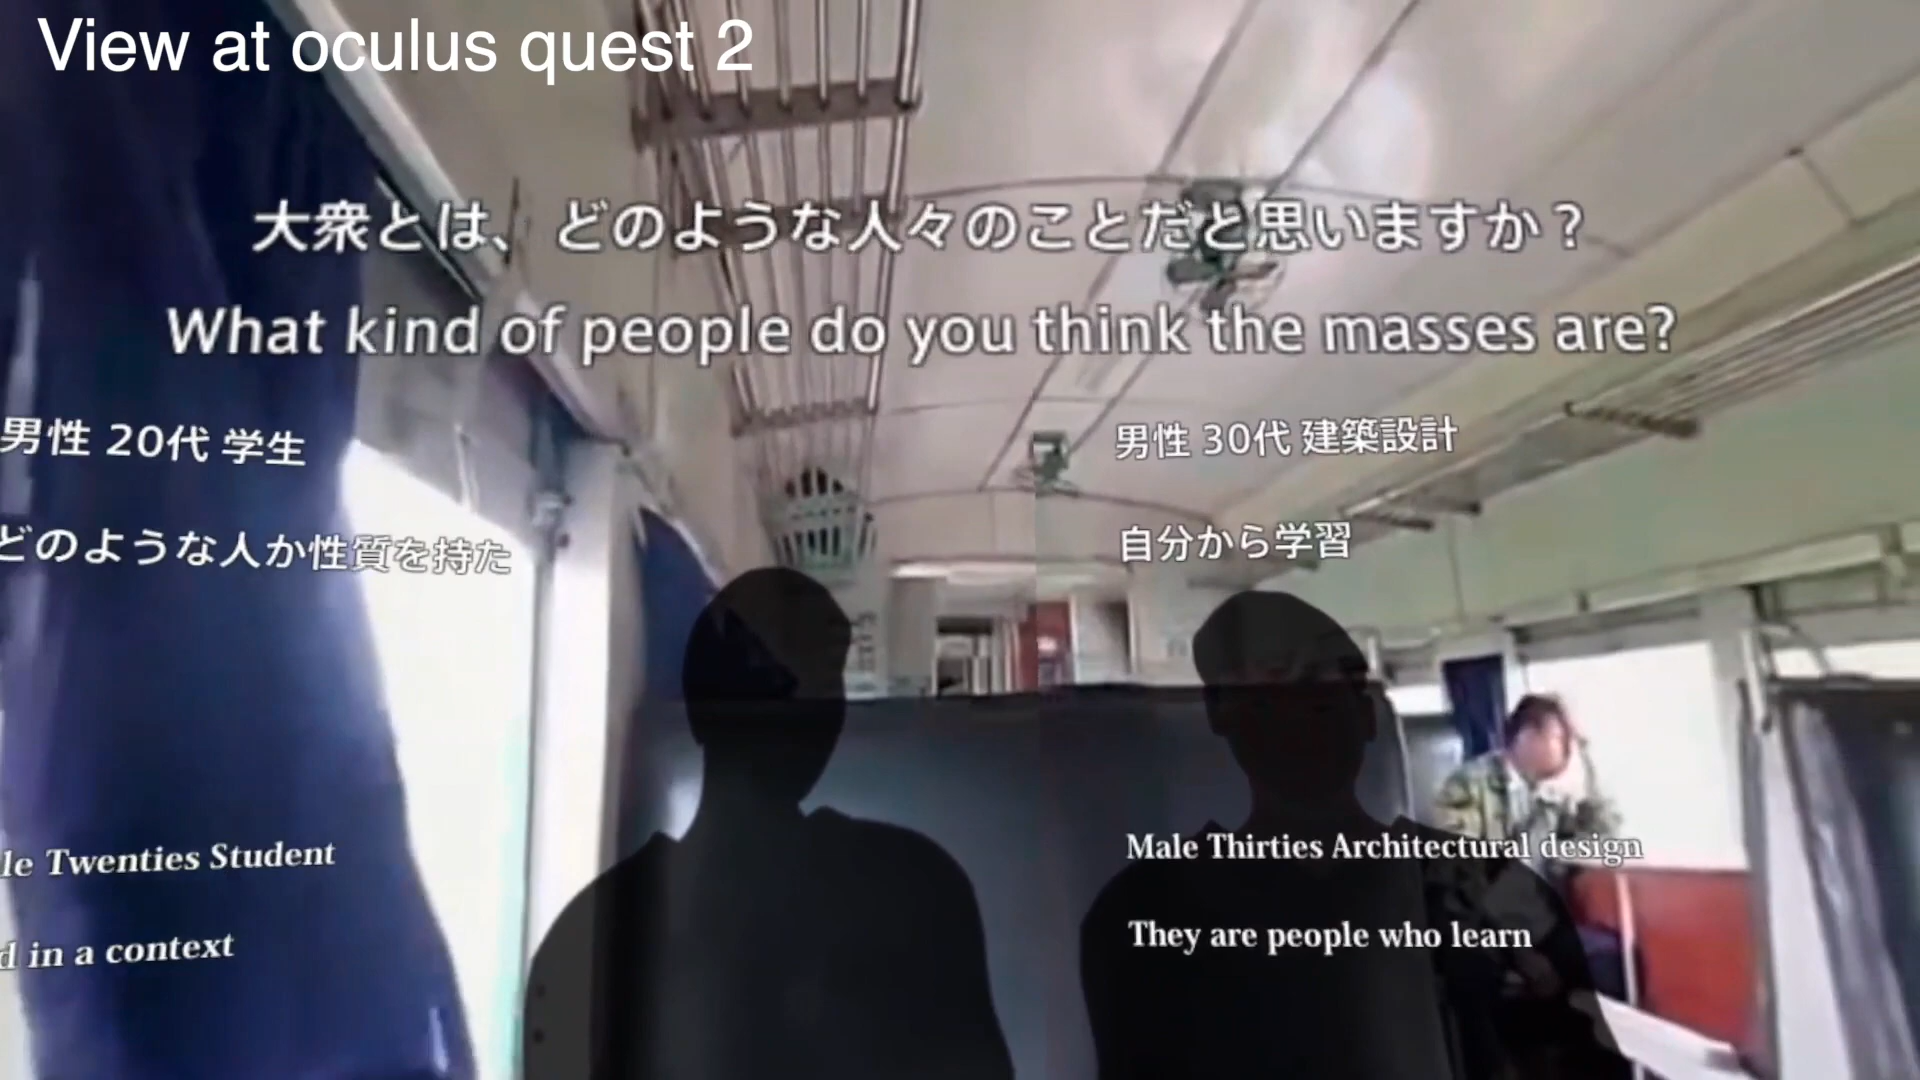 View at oculus quest 2
大衆とは、どのような人々のことだと思いますか？
What kind of people do you think the masses are?
男性 20代 学生
どのような人か性質を持た
男性 30代 建築設計
自分から学習
le Twenties Student
d in a context
Male Thirties Architectural design
They are people who learn